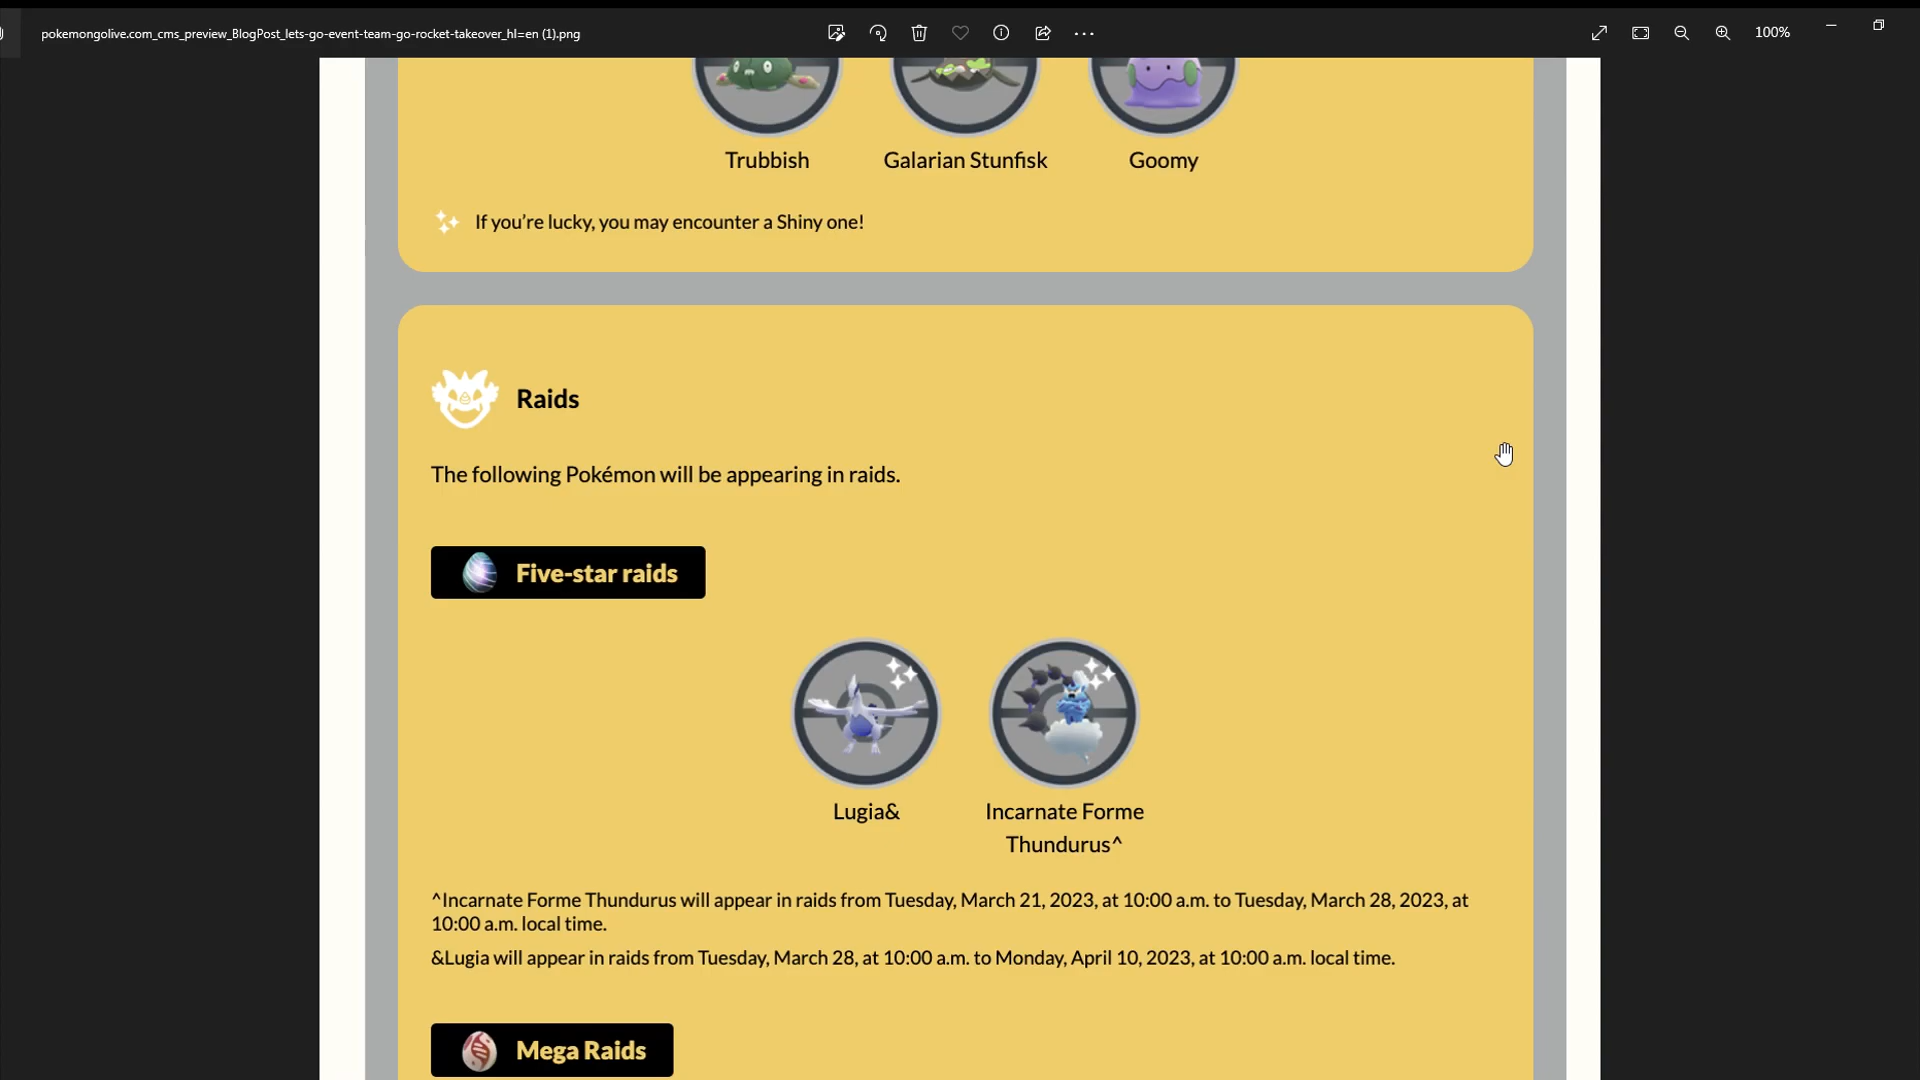 pokemongolive.com_cms_preview_BlogPost_lets-go-event-team-go-rocket-takeover_hl=en (1).png
100%
Trubbish
Galarian Stunfisk
Goomy
If you’re lucky, you may encounter a Shiny one!
Raids
The following Pokémon will be appearing in raids.
Five-star raids
Lugia&
Incarnate Forme
Thundurus^
^Incarnate Forme Thundurus will appear in raids from Tuesday, March 21, 2023, at 10:00 a.m. to Tuesday, March 28, 2023, at
10:00 a.m. local time.
&Lugia will appear in raids from Tuesday, March 28, at 10:00 a.m. to Monday, April 10, 2023, at 10:00 a.m. local time.
Mega Raids